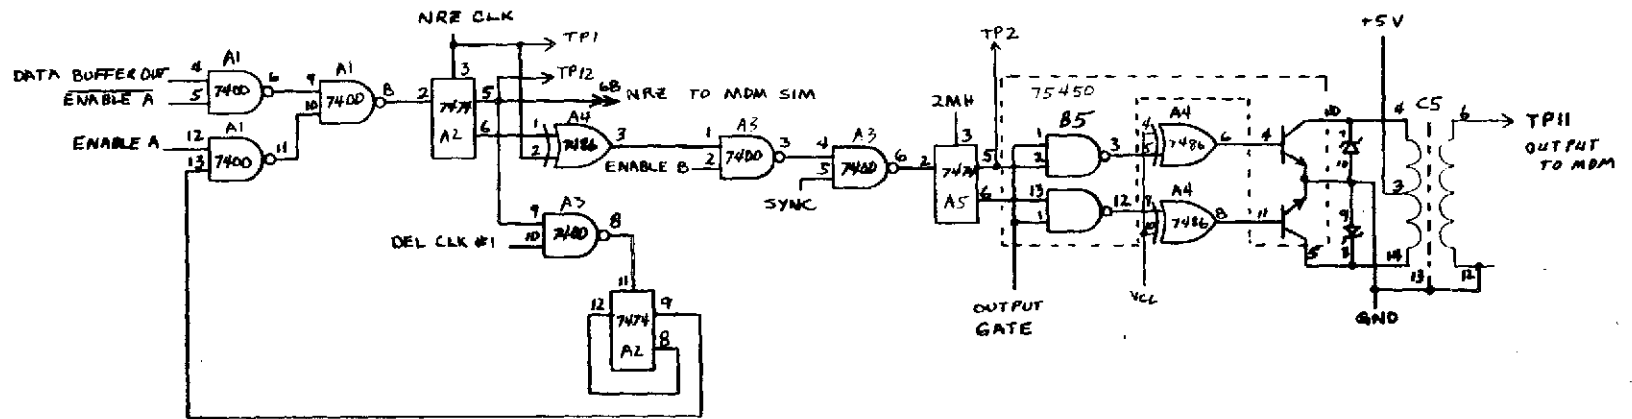 NRZ CLK
TP1
TP12
DATA BUFFER OUT
ENABLE A
ENABLE A
4
5
A1
7400
6
12
13
A1
7400
11
9
10
A1
7400
8
2
3
7474
A2
5
6
6B
NRZ TO MDM SIM
1
2
A4
7486
3
9
10
A3
7400
8
DEL CLK #1
11
12
7474
A2
9
8
1
ENABLE B
2
A3
7400
3
4
5
SYNC
A3
7400
6
2MH
2
3
7474
A5
5
6
TP2
75450
B5
1
2
3
13
1
12
OUTPUT
GATE
VCC
4
5
A4
7486
6
10
A4
7486
8
4
11
10
5
9
+5V
4
3
14
C5
13
6
12
GND
TP11
OUTPUT
TO MDM